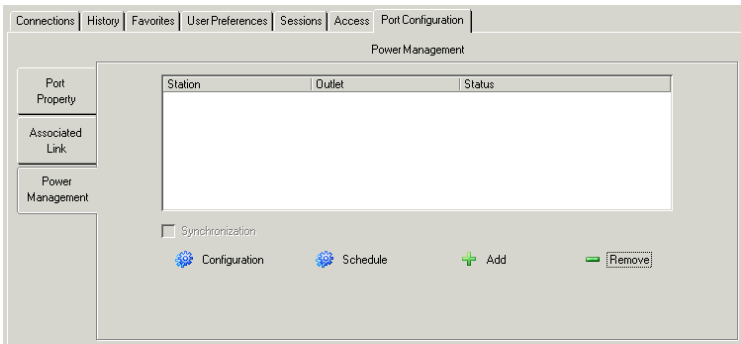 Connections History Favorites User Preferences Sessions Access Port Configuration
Power Management
Port
Property
Associated
Link
Power
Management
Station Outlet Status
Synchronization
Configuration Schedule Add Remove